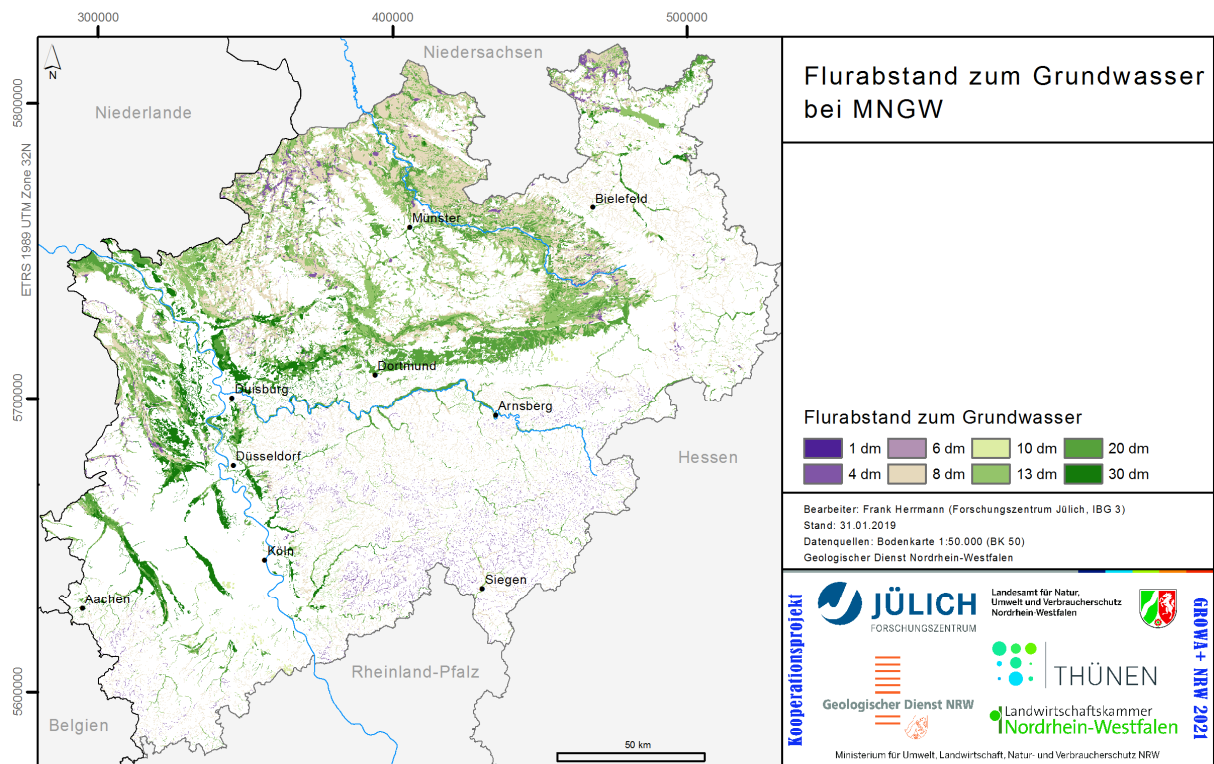 300000
400000
500000
5800000
5700000
5600000
ETRS 1989 UTM Zone 32N
N
Niederlande
Niedersachsen
Hessen
Rheinland-Pfalz
Belgien
Bielefeld
Münster
Dortmund
Duisburg
Arnsberg
Düsseldorf
Köln
Siegen
Aachen
50 km
Flurabstand zum Grundwasser
bei MNGW
Flurabstand zum Grundwasser
1 dm
6 dm
10 dm
20 dm
4 dm
8 dm
13 dm
30 dm
Bearbeiter: Frank Herrmann (Forschungszentrum Jülich, IBG 3)
Stand: 31.01.2019
Datenquellen: Bodenkarte 1:50.000 (BK 50)
Geologischer Dienst Nordrhein-Westfalen
Kooperationsprojekt
JÜLICH
FORSCHUNGSZENTRUM
Landesamt für Natur,
Umwelt und Verbraucherschutz
Nordrhein-Westfalen
Geologischer Dienst NRW
THÜNEN
Landwirtschaftskammer
Nordrhein-Westfalen
GROWA+ NRW 2021
Ministerium für Umwelt, Landwirtschaft, Natur- und Verbraucherschutz NRW